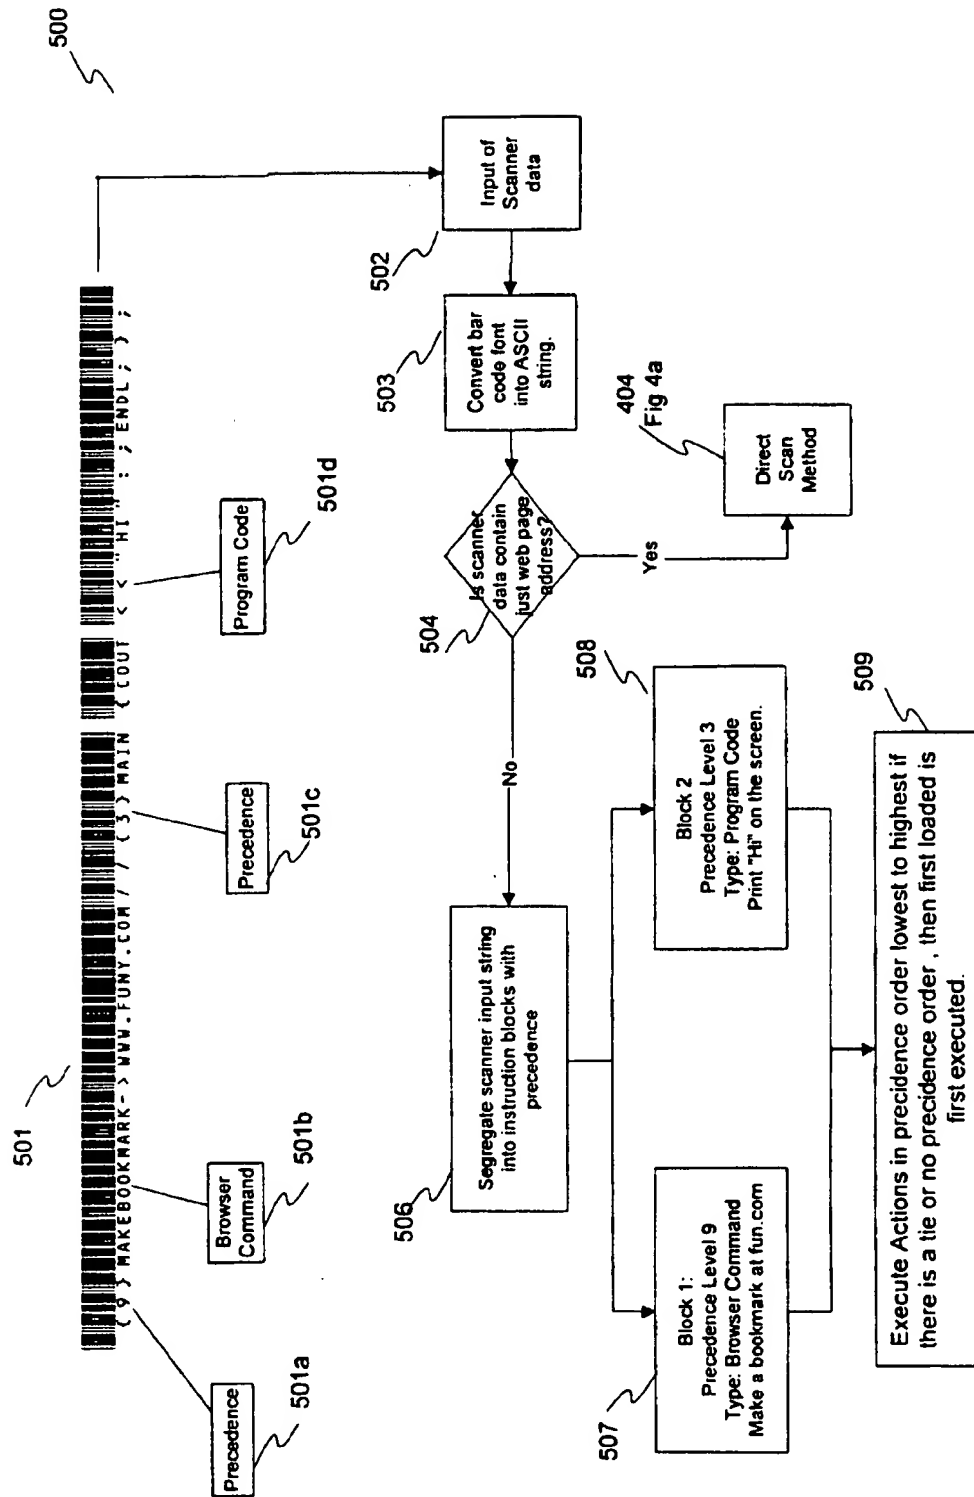 500
501
{9}MAKEBOOKMARK->WWW.FUNY.COM//{3}MAIN {COUT << "HI" : ; ENDL; } ;
Precedence
501a
Browser
Command
501b
Precedence
501c
Program Code
501d
502
Input of
Scanner
data
503
Convert bar
code font
into ASCII
string.
504
Is scanner
data contain
just web page
address?
Yes
404
Fig 4a
Direct
Scan
Method
No
506
Segregate scanner input string
into instruction blocks with
precedence
507
Block 1:
Precedence Level 9
Type: Browser Command
Make a bookmark at fun.com
508
Block 2
Precedence Level 3
Type: Program Code
Print "Hi" on the screen.
509
Execute Actions in precidence order lowest to highest if
there is a tie or no precidence order , then first loaded is
first executed.